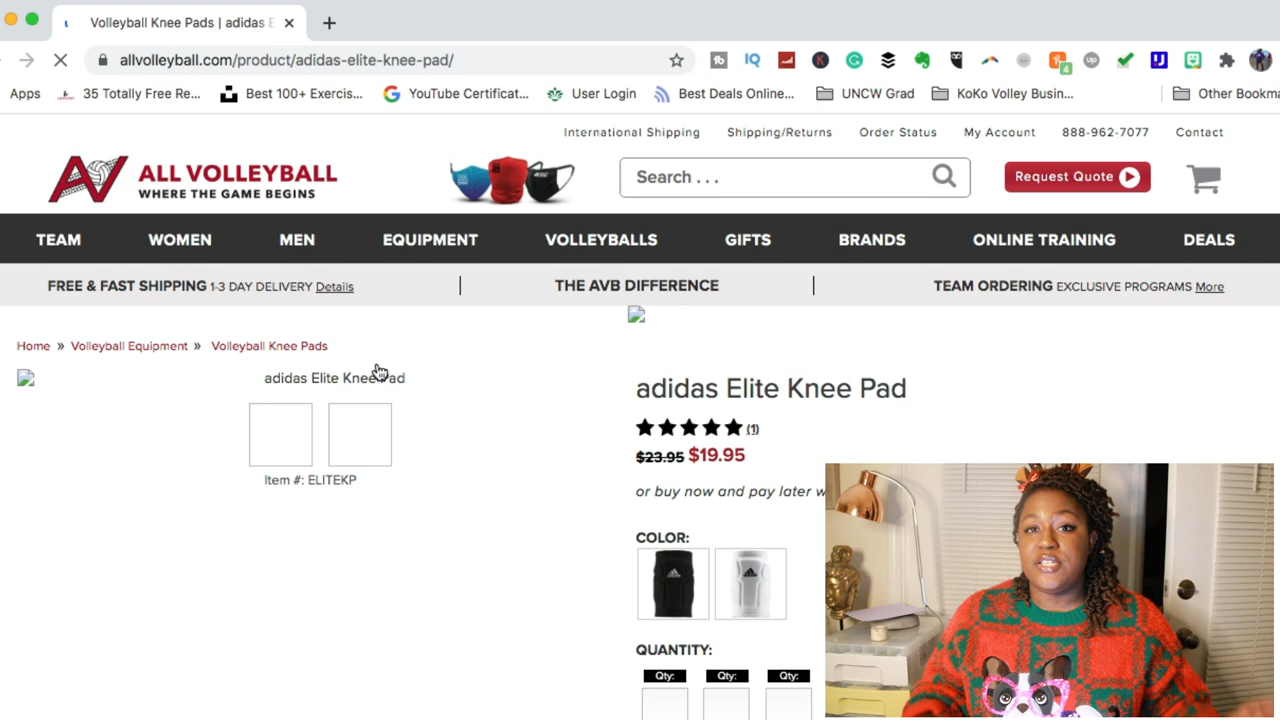 Volleyball Knee Pads | adidas E
allvolleyball.com/product/adidas-elite-knee-pad/
Apps
35 Totally Free Re...
Best 100+ Exercis...
YouTube Certificat...
User Login
Best Deals Online...
UNCW Grad
KoKo Volley Busin...
Other Bookma
International Shipping
Shipping/Returns
Order Status
My Account
888-962-7077
Contact
AV
ALL VOLLEYBALL
WHERE THE GAME BEGINS
Search . . .
Request Quote
TEAM
WOMEN
MEN
EQUIPMENT
VOLLEYBALLS
GIFTS
BRANDS
ONLINE TRAINING
DEALS
FREE & FAST SHIPPING 1-3 DAY DELIVERY Details
THE AVB DIFFERENCE
TEAM ORDERING EXCLUSIVE PROGRAMS More
Home » Volleyball Equipment » Volleyball Knee Pads
adidas Elite Knee Pad
Item #: ELITEKP
adidas Elite Knee Pad
(1)
$23.95 $19.95
or buy now and pay later w
COLOR:
QUANTITY:
Qty:
Qty:
Qty: